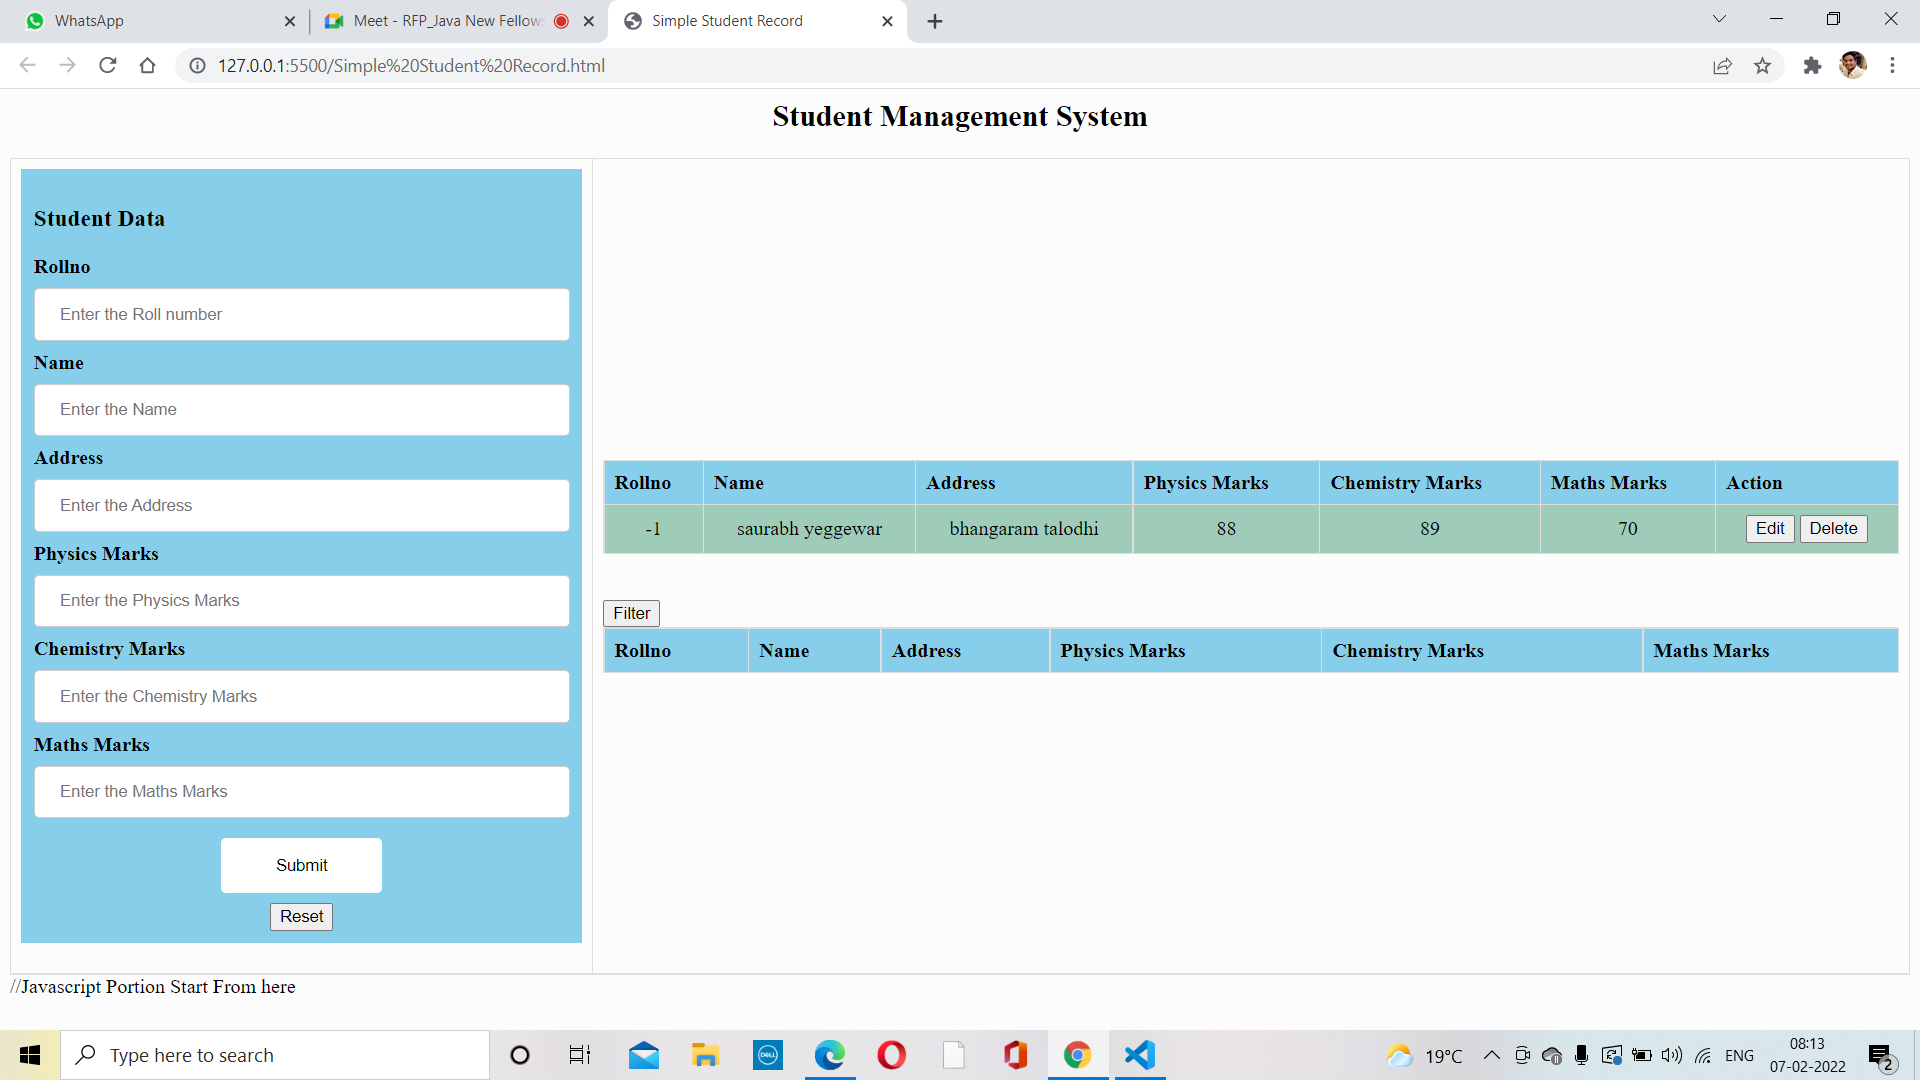 WhatsApp
Meet - RFP_Java New Fellows
Simple Student Record
127.0.0.1:5500/Simple%20Student%20Record.html
Student Management System
Student Data
Rollno
Enter the Roll number
Name
Enter the Name
Address
Enter the Address
Physics Marks
Enter the Physics Marks
Chemistry Marks
Enter the Chemistry Marks
Maths Marks
Enter the Maths Marks
Submit
Reset
Rollno Name Address Physics Marks Chemistry Marks Maths Marks Action
-1 saurabh yeggewar bhangaram talodhi 88 89 70 Edit Delete
Filter
Rollno Name Address Physics Marks Chemistry Marks Maths Marks
//Javascript Portion Start From here
Type here to search
DELL
19°C
ENG
08:13
07-02-2022
2